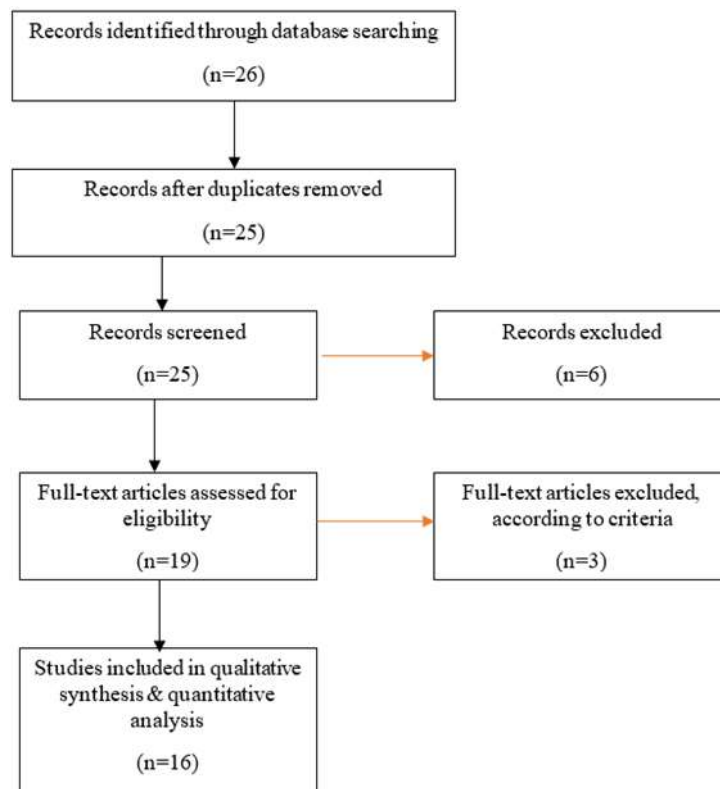 Records identified through database searching
(n=26)
Records after duplicates removed
(n=25)
Records screened
(n=25)
Records excluded
(n=6)
Full-text articles assessed for
eligibility
(n=19)
Full-text articles excluded,
according to criteria
(n=3)
Studies included in qualitative
synthesis & quantitative
analysis
(n=16)